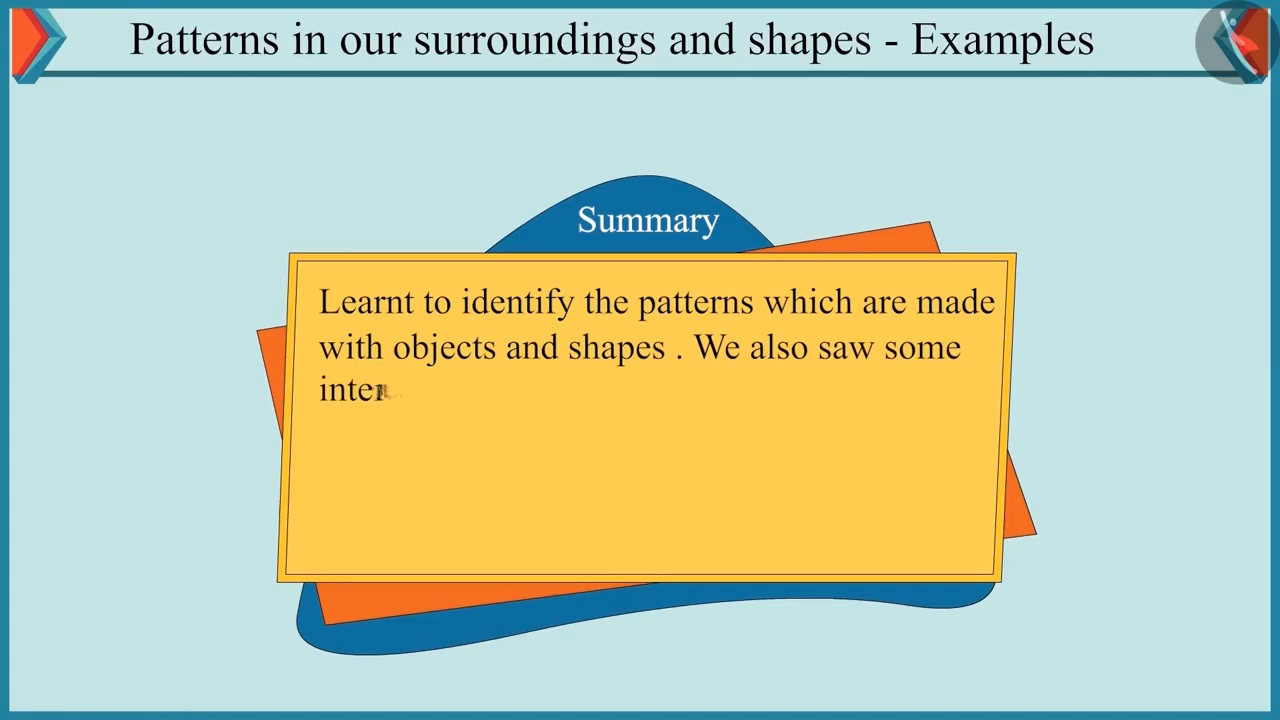 Patterns in our surroundings and shapes - Examples
Summary
Learnt to identify the patterns which are made
with objects and shapes . We also saw some
inter